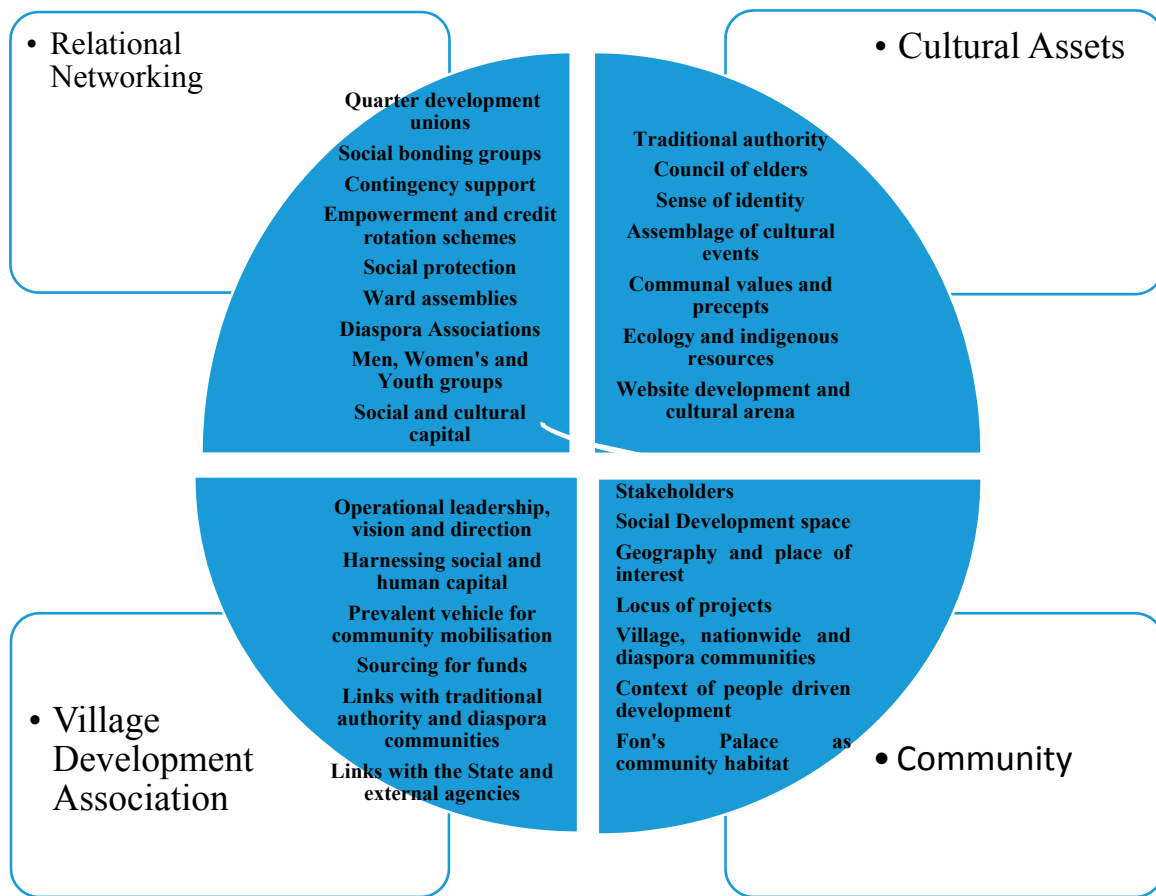 • Relational
Networking
Quarter development
unions
Social bonding groups
Contingency support
Empowerment and credit
rotation schemes
Social protection
Ward assemblies
Diaspora Associations
Men, Women's and
Youth groups
Social and cultural
capital
• Cultural Assets
Traditional authority
Council of elders
Sense of identity
Assemblage of cultural
events
Communal values and
precepts
Ecology and indigenous
resources
Website development and
cultural arena
• Village
Development
Association
Operational leadership,
vision and direction
Harnessing social and
human capital
Prevalent vehicle for
community mobilisation
Sourcing for funds
Links with traditional
authority and diaspora
communities
Links with the State and
external agencies
Stakeholders
Social Development space
Geography and place of
interest
Locus of projects
Village, nationwide and
diaspora communities
Context of people driven
development
Fon's Palace as
community habitat
• Community